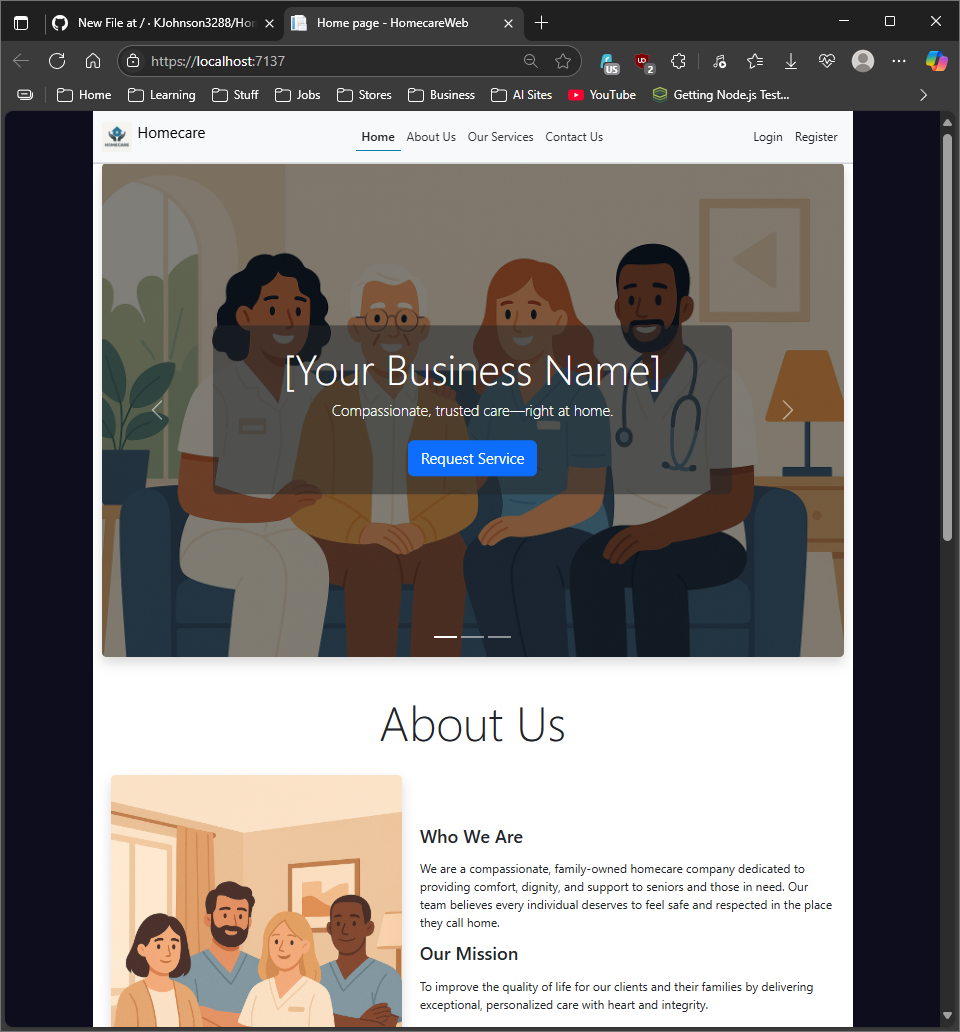 New File at / · KJohnson3288/Hon
Home page - HomecareWeb
https://localhost:7137
US
2
Home
Learning
Stuff
Jobs
Stores
Business
AI Sites
YouTube
Getting Node.js Test...
HOMECARE
Homecare
Home
About Us
Our Services
Contact Us
Login
Register
[Your Business Name]
Compassionate, trusted care—right at home.
Request Service
About Us
Who We Are
We are a compassionate, family-owned homecare company dedicated to
providing comfort, dignity, and support to seniors and those in need. Our
team believes every individual deserves to feel safe and respected in the place
they call home.
Our Mission
To improve the quality of life for our clients and their families by delivering
exceptional, personalized care with heart and integrity.